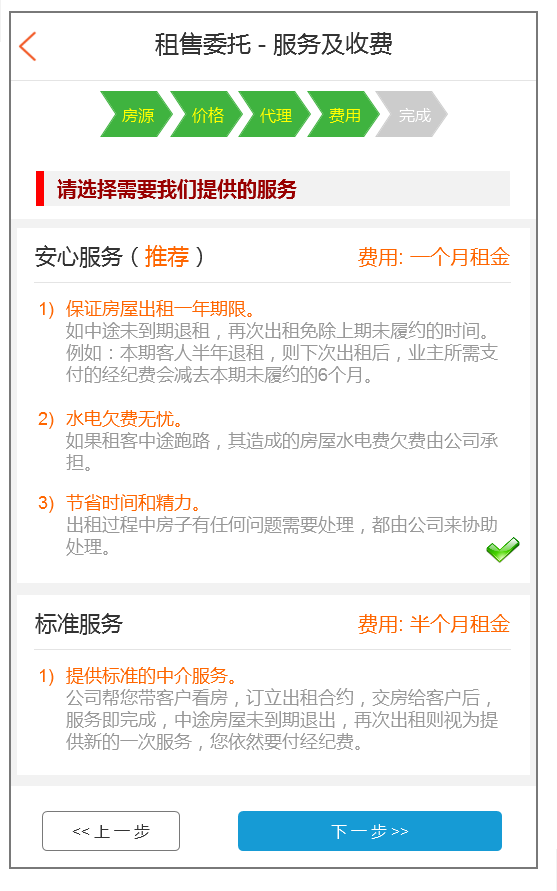 租售委托 - 服务及收费
房源 价格 代理 费用 完成
请选择需要我们提供的服务
安心服务（推荐） 费用: 一个月租金
1) 保证房屋出租一年期限。
如中途未到期退租，再次出租免除上期未履约的时间。
例如：本期客人半年退租，则下次出租后，业主所需支
付的经纪费会减去本期未履约的6个月。
2) 水电欠费无忧。
如果租客中途跑路，其造成的房屋水电费欠费由公司承
担。
3) 节省时间和精力。
出租过程中房子有任何问题需要处理，都由公司来协助
处理。
标准服务 费用: 半个月租金
1) 提供标准的中介服务。
公司帮您带客户看房，订立出租合约，交房给客户后，
服务即完成，中途房屋未到期退出，再次出租则视为提
供新的一次服务，您依然要付经纪费。
<<上一步 下一步>>